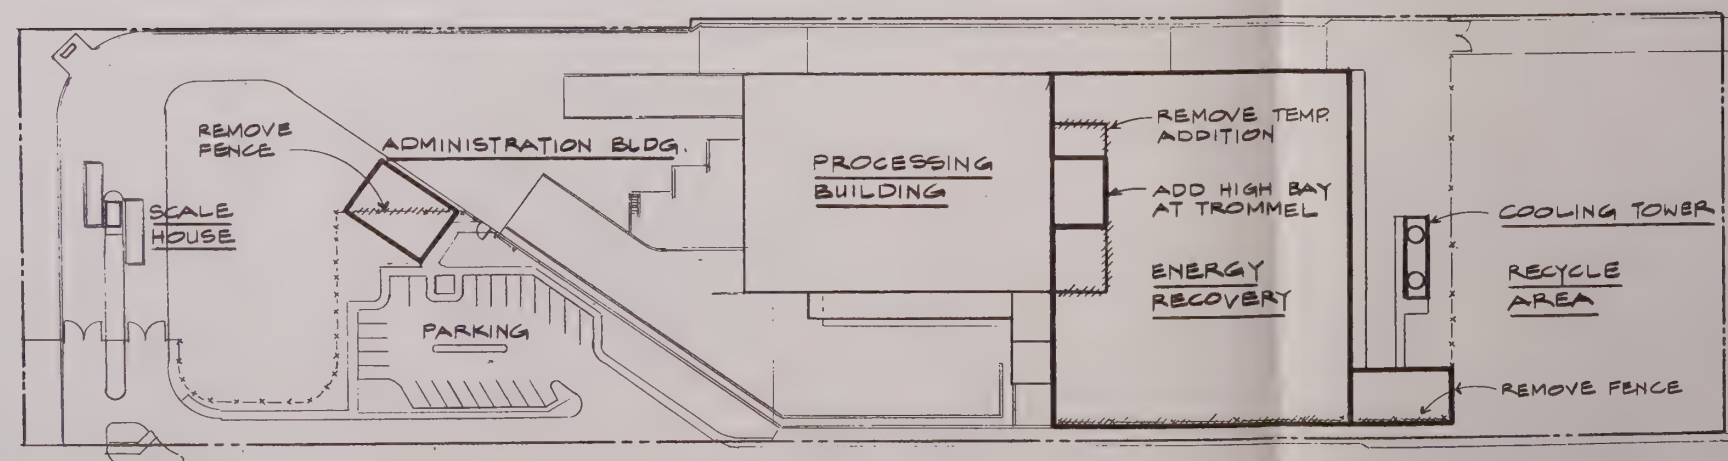 REMOVE
FENCE
ADMINISTRATION BLDG.
SCALE
HOUSE
PARKING
PROCESSING
BUILDING
REMOVE TEMP.
ADDITION
ADD HIGH BAY
AT TROMMEL
ENERGY
RECOVERY
COOLING TOWER
RECYCLE
AREA
REMOVE FENCE